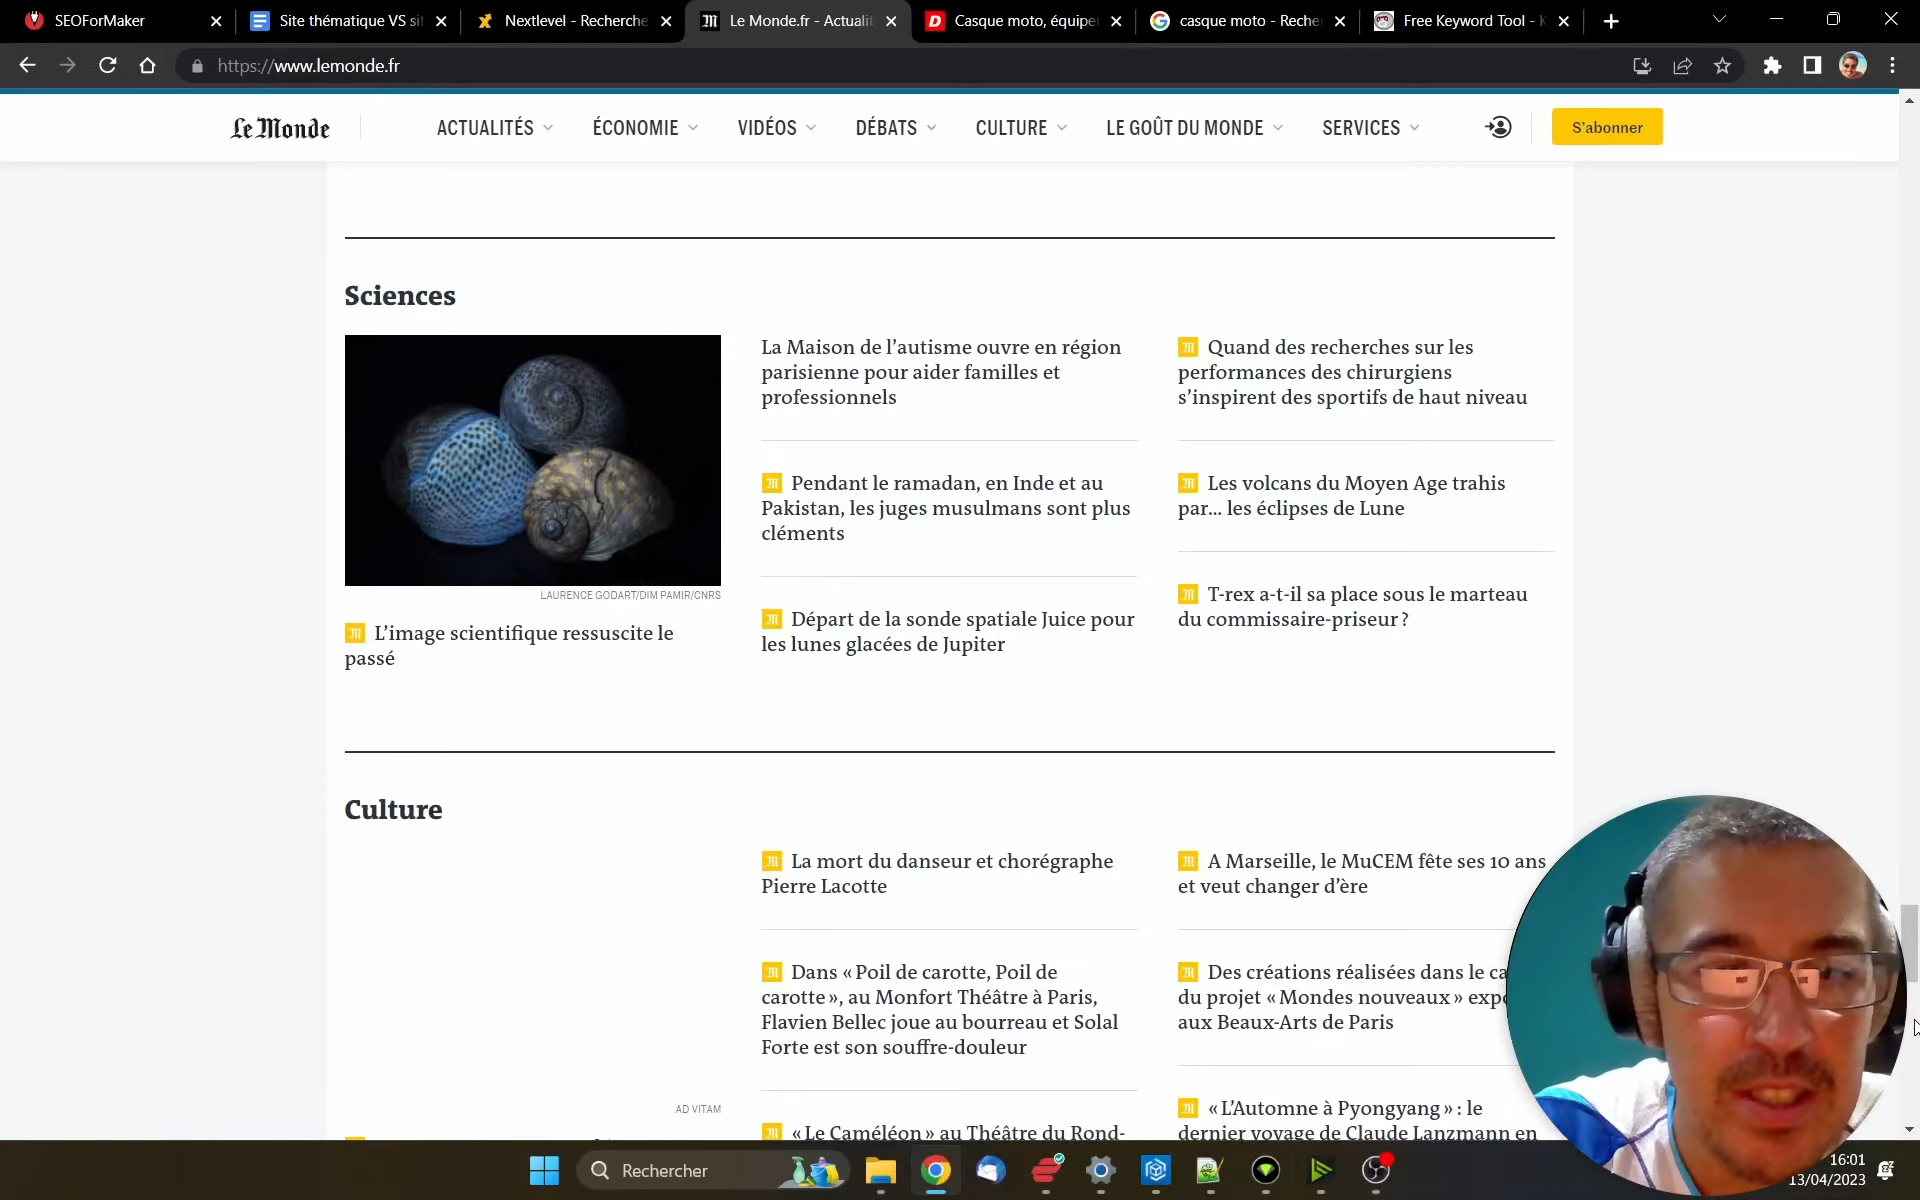 SEOForMaker
Site thématique VS si
Nextlevel - Recherche
Le Monde.fr - Actualit
Casque moto, équipe
casque moto - Reche
Free Keyword Tool - K
https://www.lemonde.fr
Le Monde
ACTUALITÉS
ÉCONOMIE
VIDÉOS
DÉBATS
CULTURE
LE GOÛT DU MONDE
SERVICES
S'abonner
Sciences
LAURENCE GODART/DIM PAMIR/CNRS
L'image scientifique ressuscite le
passé
La Maison de l'autisme ouvre en région
parisienne pour aider familles et
professionnels
Pendant le ramadan, en Inde et au
Pakistan, les juges musulmans sont plus
cléments
Départ de la sonde spatiale Juice pour
les lunes glacées de Jupiter
Quand des recherches sur les
performances des chirurgiens
s'inspirent des sportifs de haut niveau
Les volcans du Moyen Age trahis
par... les éclipses de Lune
T-rex a-t-il sa place sous le marteau
du commissaire-priseur ?
Culture
AD VITAM
La mort du danseur et chorégraphe
Pierre Lacotte
Dans « Poil de carotte, Poil de
carotte », au Monfort Théâtre à Paris,
Flavien Bellec joue au bourreau et Solal
Forte est son souffre-douleur
« Le Caméléon » au Théâtre du Rond-
A Marseille, le MuCEM fête ses 10 ans
et veut changer d'ère
Des créations réalisées dans le ca
du projet « Mondes nouveaux » expo
aux Beaux-Arts de Paris
« L'Automne à Pyongyang » : le
dernier voyage de Claude Lanzmann en
Rechercher
16:01
13/04/2023